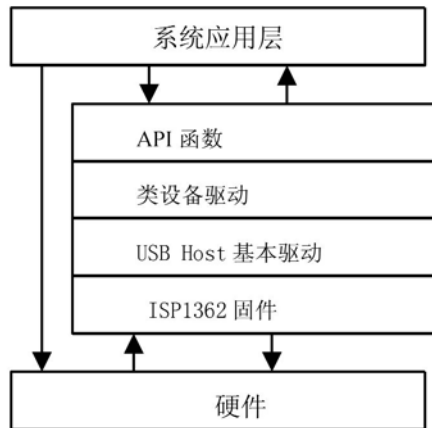 系统应用层
API 函数
类设备驱动
USB Host 基本驱动
ISP1362 固件
硬件